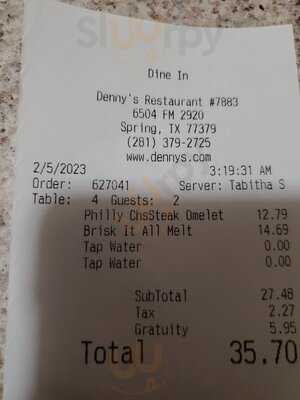 slurrpy
Dine In
Denny's Restaurant #7883
6504 FM 2920
Spring, TX 77379
(281) 379-2725
www.dennys.com
2/5/2023 3:19:31 AM
Order: 627041 Server: Tabitha S
Table: 4 Guests: 2
Philly ChsSteak Omelet 12.79
Brisk It All Melt 14.69
Tap Water 0.00
Tap Water 0.00
SubTotal 27.48
Tax 2.27
Gratuity 5.95
Total 35.70